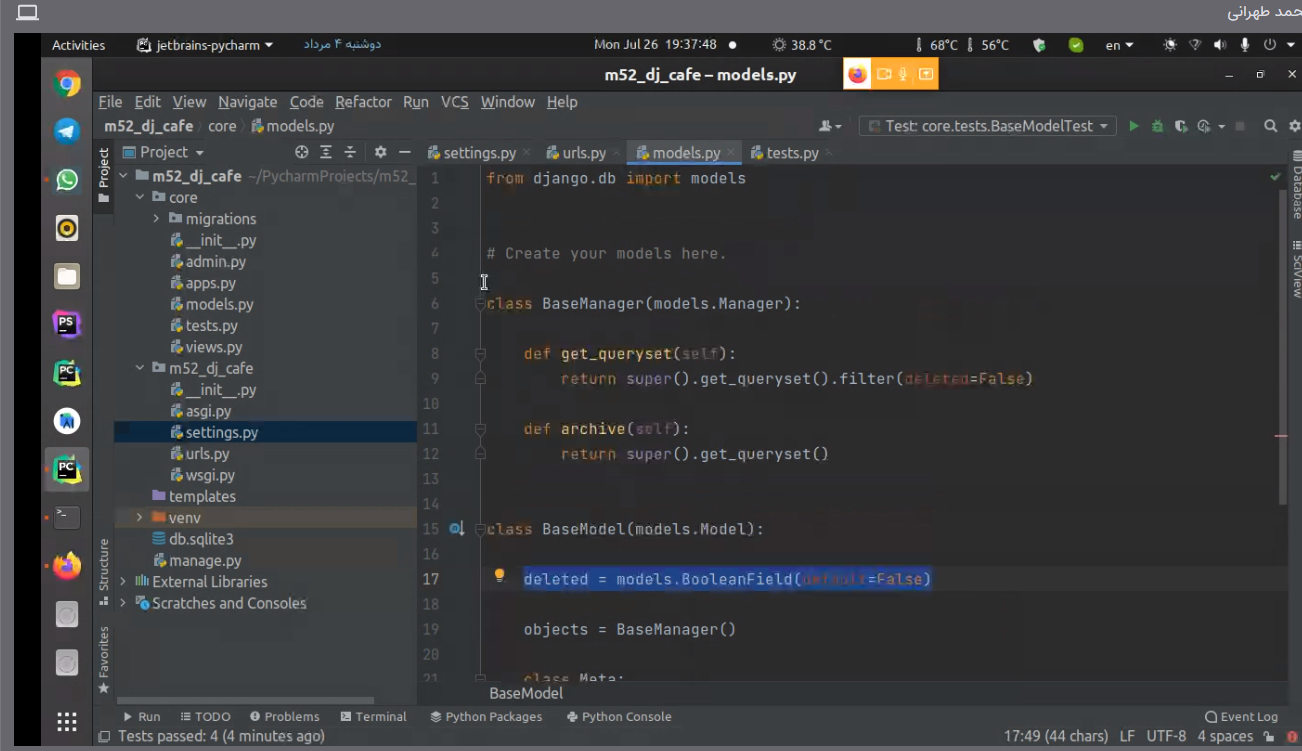 حمد طهرانی
Activities jetbrains-pycharm دوشنبه ۴ مرداد Mon Jul 26 19:37:48 38.8 °C 68°C 56°C en
m52_dj_cafe – models.py
File Edit View Navigate Code Refactor Run VCS Window Help
m52_dj_cafe core models.py Test: core.tests.BaseModelTest
Project settings.py urls.py models.py tests.py
m52_dj_cafe ~/PycharmProjects/m52_
core
migrations
__init__.py
admin.py
apps.py
models.py
tests.py
views.py
m52_dj_cafe
__init__.py
asgi.py
settings.py
urls.py
wsgi.py
templates
venv
db.sqlite3
manage.py
External Libraries
Scratches and Consoles
1 from django.db import models
2
3
4 # Create your models here.
5
6 class BaseManager(models.Manager):
7
8 def get_queryset(self):
9 return super().get_queryset().filter(deleted=False)
10
11 def archive(self):
12 return super().get_queryset()
13
14
15 class BaseModel(models.Model):
16
17 deleted = models.BooleanField(default=False)
18
19 objects = BaseManager()
20
21 class Meta:
BaseModel
Project
Structure
Favorites
Database
SciView
PS
PC
PC
Run TODO Problems Terminal Python Packages Python Console Event Log
Tests passed: 4 (4 minutes ago) 17:49 (44 chars) LF UTF-8 4 spaces